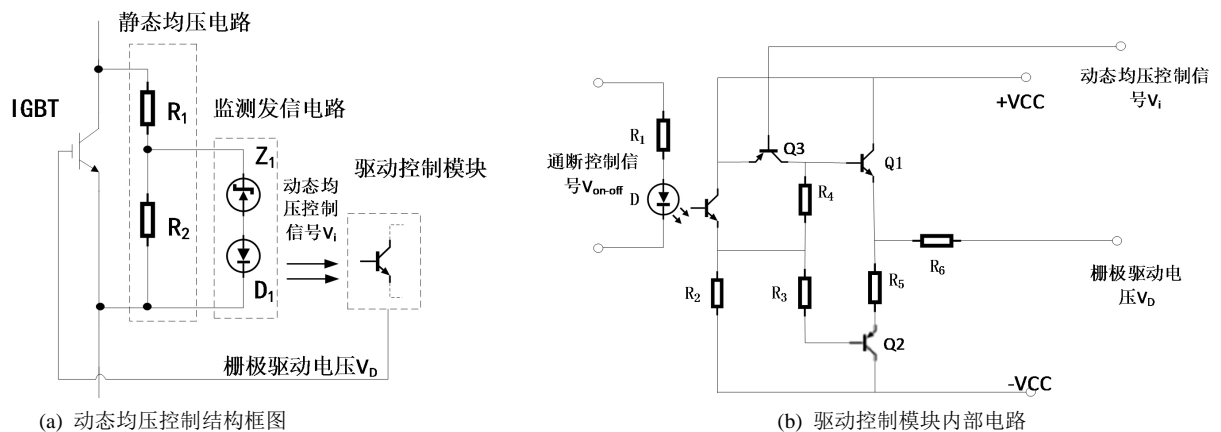 静态均压电路
IGBT
R1
监测发信电路
Z1
驱动控制模块
动态均
压控制
信号Vi
R2
D1
栅极驱动电压VD
(a) 动态均压控制结构框图
动态均压控制信
号Vi
+VCC
R1
Q3
Q1
通断控制信
号Von-off
D
R4
R6
R2
R3
R5
栅极驱动电
压VD
Q2
-VCC
(b) 驱动控制模块内部电路